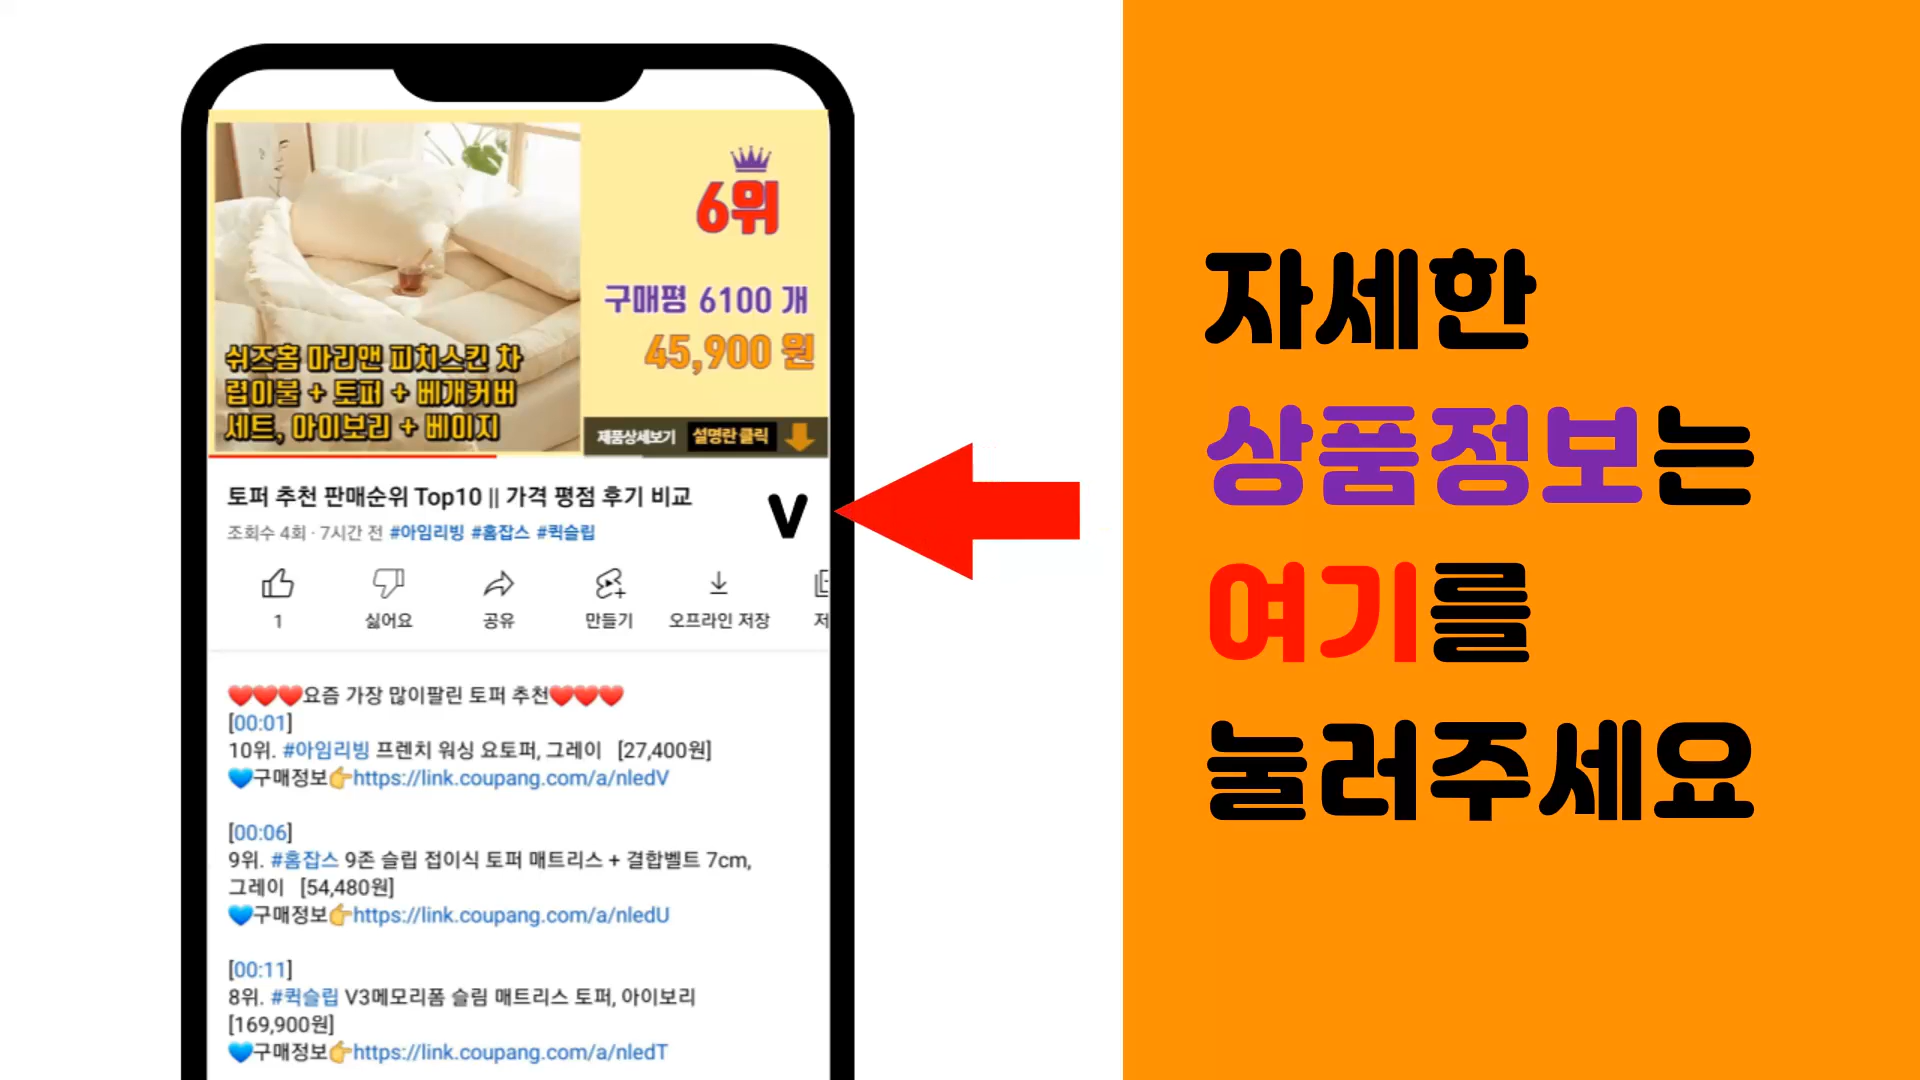 6위
구매평 6100 개
45,900 원
쉬즈홈 마리앤 피치스킨 차
렵이불 + 토퍼 + 베개커버
세트, 아이보리 + 베이지
제품상세보기 설명란 클릭
토퍼 추천 판매순위 Top10 || 가격 평점 후기 비교
V
조회수 4회 · 7시간 전 #아임리빙 #홈잡스 #퀵슬립
1 싫어요 공유 만들기 오프라인 저장 저
❤️❤️❤️요즘 가장 많이팔린 토퍼 추천❤️❤️❤️
[00:01]
10위. #아임리빙 프렌치 워싱 요토퍼, 그레이 [27,400원]
💙구매정보👉https://link.coupang.com/a/nledV
[00:06]
9위. #홈잡스 9존 슬립 접이식 토퍼 매트리스 + 결합벨트 7cm,
그레이 [54,480원]
💙구매정보👉https://link.coupang.com/a/nledU
[00:11]
8위. #퀵슬립 V3메모리폼 슬림 매트리스 토퍼, 아이보리
[169,900원]
💙구매정보👉https://link.coupang.com/a/nledT
자세한
상품정보는
여기를
눌러주세요